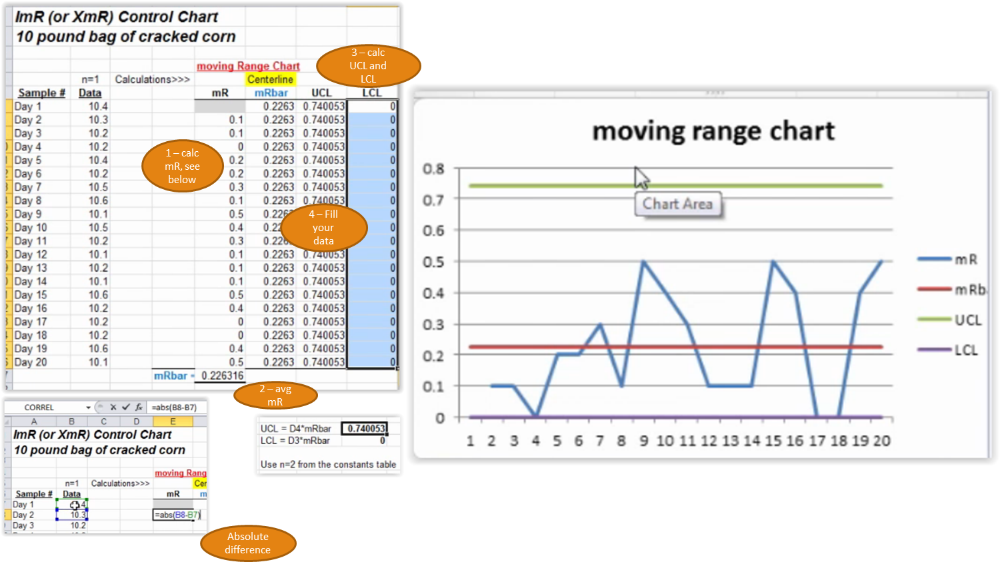 ImR (or XmR) Control Chart
10 pound bag of cracked corn
3 – calc
UCL and
LCL
moving Range Chart
n=1 Calculations>>> Centerline
Sample # Data mR mRbar UCL LCL
Day 1 10.4 0.2263 0.740053 0
Day 2 10.3 0.1 0.2263 0.740053 0
Day 3 10.2 0.1 0.2263 0.740053 0
Day 4 10.2 0 0.2263 0.740053 0
Day 5 10.4 0.2 0.2263 0.740053 0
Day 6 10.2 0.2 0.2263 0.740053 0
Day 7 10.5 0.3 0.2263 0.740053 0
Day 8 10.6 0.1 0.2263 0.740053 0
Day 9 10.1 0.5 0.226 0
Day 10 10.5 0.4 0.22 0
Day 11 10.2 0.3 0.226 0
Day 12 10.1 0.1 0.2263 0.740053 0
Day 13 10.2 0.1 0.2263 0.740053 0
Day 14 10.1 0.1 0.2263 0.740053 0
Day 15 10.6 0.5 0.2263 0.740053 0
Day 16 10.2 0.4 0.2263 0.740053 0
Day 17 10.2 0 0.2263 0.740053 0
Day 18 10.2 0 0.2263 0.740053 0
Day 19 10.6 0.4 0.2263 0.740053 0
Day 20 10.1 0.5 0.2263 0.740053 0
mRbar = 0.226316
1 – calc
mR, see
below
4 – Fill
your
data
2 – avg
mR
CORREL fx =abs(B8-B7)
A B C D E
ImR (or XmR) Control Chart
10 pound bag of cracked corn
moving Rang
n=1 Calculations>>> Cer
Sample # Data mR m
Day 1 .4
Day 2 10.3 =abs(B8-B7)
Day 3 10.2
Absolute
difference
UCL = D4*mRbar 0.740053
LCL = D3*mRbar 0
Use n=2 from the constants table
moving range chart
0.8
Chart Area
0.7
0.6
0.5
0.4
0.3
0.2
0.1
0
1 2 3 4 5 6 7 8 9 10 11 12 13 14 15 16 17 18 19 20
mR
mRb
UCL
LCL